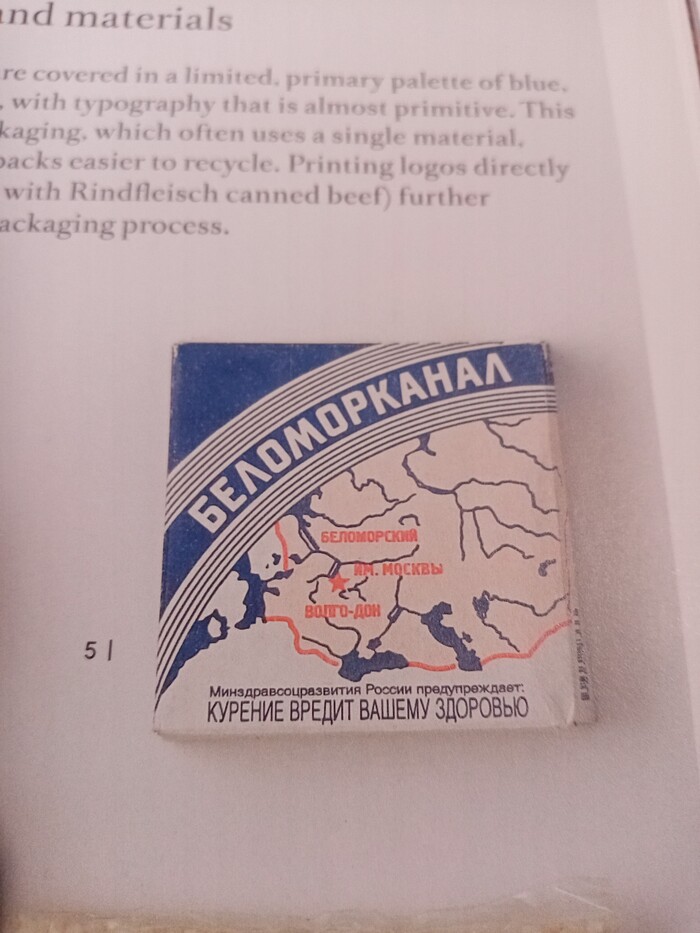 and materials
re covered in a limited, primary palette of blue,
, with typography that is almost primitive. This
kaging, which often uses a single material,
packs easier to recycle. Printing logos directly
with Rindfleisch canned beef) further
ackaging process.
БЕЛОМОРКАНАЛ
БЕЛОМОРСКИЙ
ИМ. МОСКВЫ
ВОЛГО-ДОН
5 |
Минздравсоцразвития России предупреждает:
КУРЕНИЕ ВРЕДИТ ВАШЕМУ ЗДОРОВЬЮ